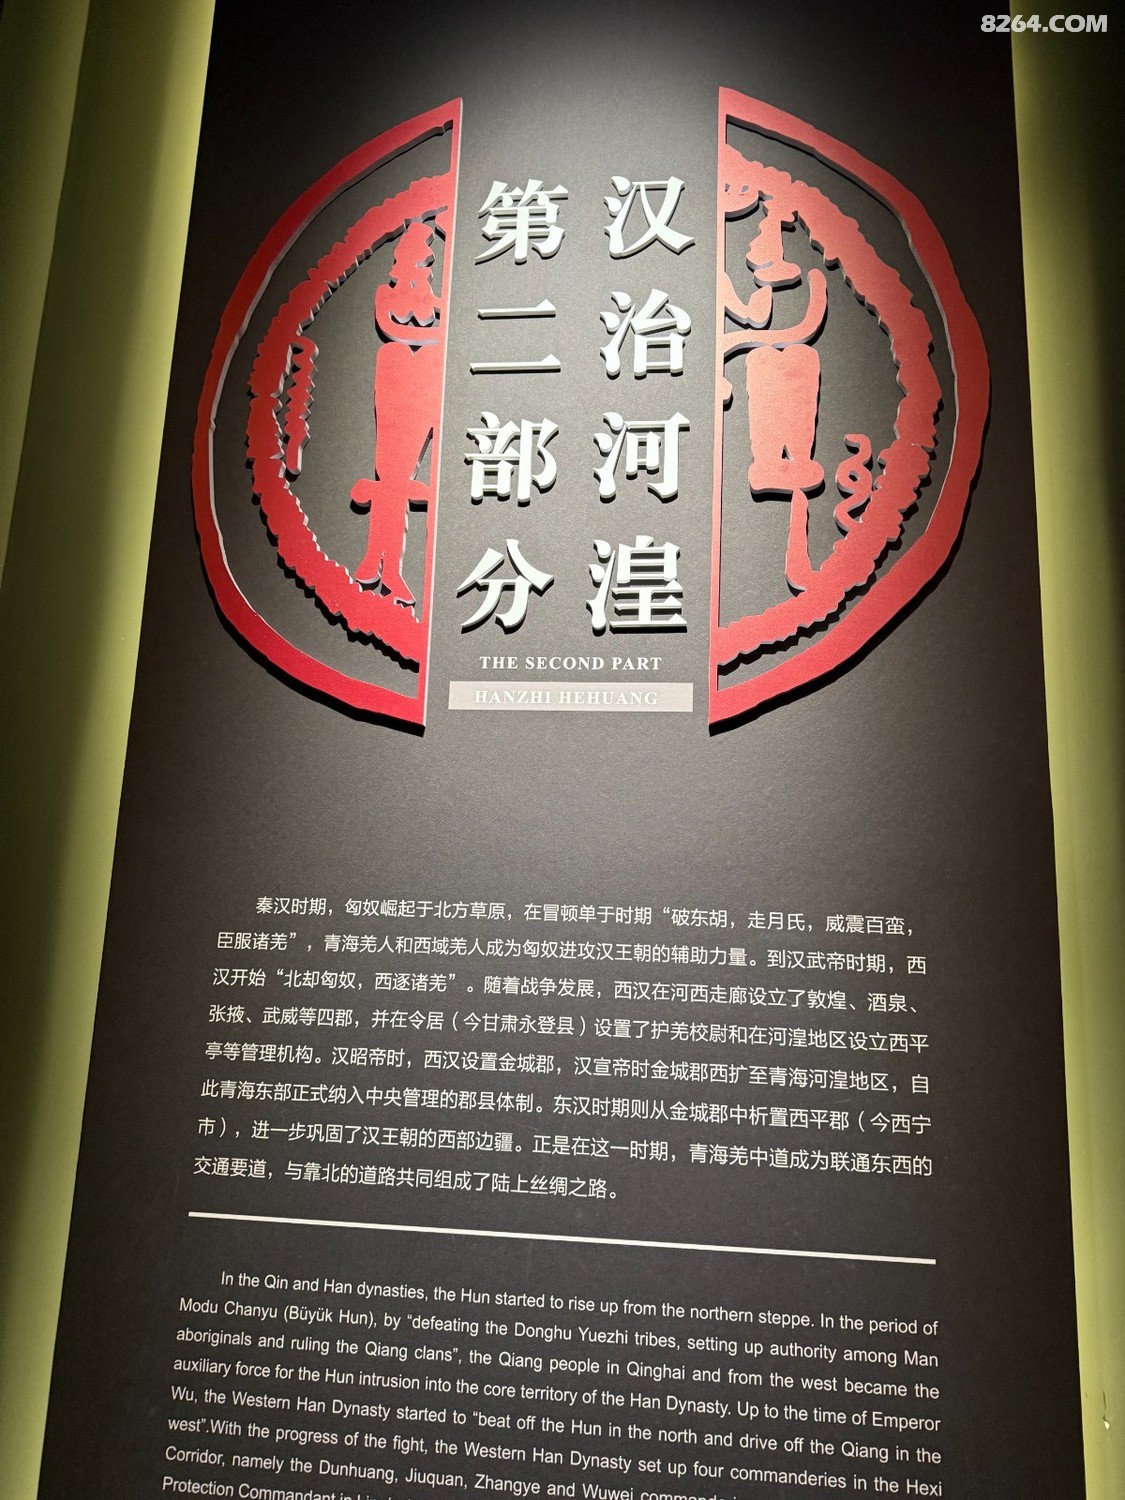 8264.COM
第二部分
汉治河湟
THE SECOND PART
HANZHI HEHUANG
秦汉时期，匈奴崛起于北方草原，在冒顿单于时期“破东胡，走月氏，威震百蛮，
臣服诸羌”，青海羌人和西域羌人成为匈奴进攻汉王朝的辅助力量。到汉武帝时期，西
汉开始“北却匈奴，西逐诸羌”。随着战争发展，西汉在河西走廊设立了敦煌、酒泉、
张掖、武威等四郡，并在令居（今甘肃永登县）设置了护羌校尉和在河湟地区设立西平
亭等管理机构。汉昭帝时，西汉设置金城郡，汉宣帝时金城郡西扩至青海河湟地区，自
此青海东部正式纳入中央管理的郡县体制。东汉时期则从金城郡中析置西平郡（今西宁
市），进一步巩固了汉王朝的西部边疆。正是在这一时期，青海羌中道成为联通东西的
交通要道，与靠北的道路共同组成了陆上丝绸之路。
In the Qin and Han dynasties, the Hun started to rise up from the northern steppe. In the period of
Modu Chanyu (Büyük Hun), by “defeating the Donghu Yuezhi tribes, setting up authority among Man
aboriginals and ruling the Qiang clans”, the Qiang people in Qinghai and from the west became the
auxiliary force for the Hun intrusion into the core territory of the Han Dynasty. Up to the time of Emperor
Wu, the Western Han Dynasty started to “beat off the Hun in the north and drive off the Qiang in the
west”.With the progress of the fight, the Western Han Dynasty set up four commanderies in the Hexi
Corridor, namely the Dunhuang, Jiuquan, Zhangye and Wuwei
Protection Commandant in